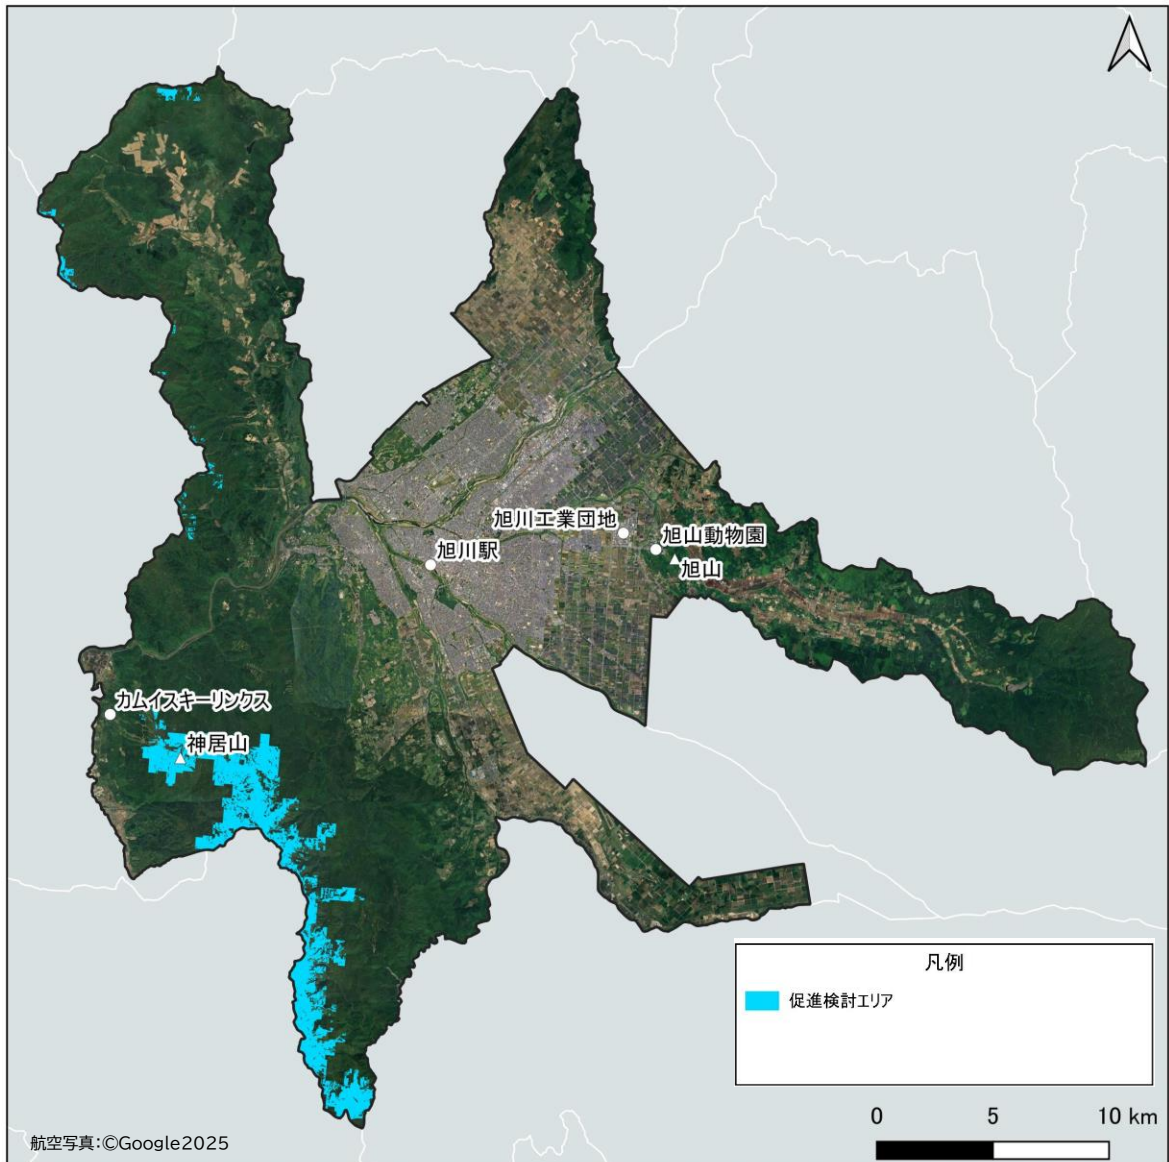 旭川工業団地
旭山動物園
旭川駅
旭山
カムイスキーリンクス
神居山
凡例
促進検討エリア
0 5 10 km
航空写真:©Google2025